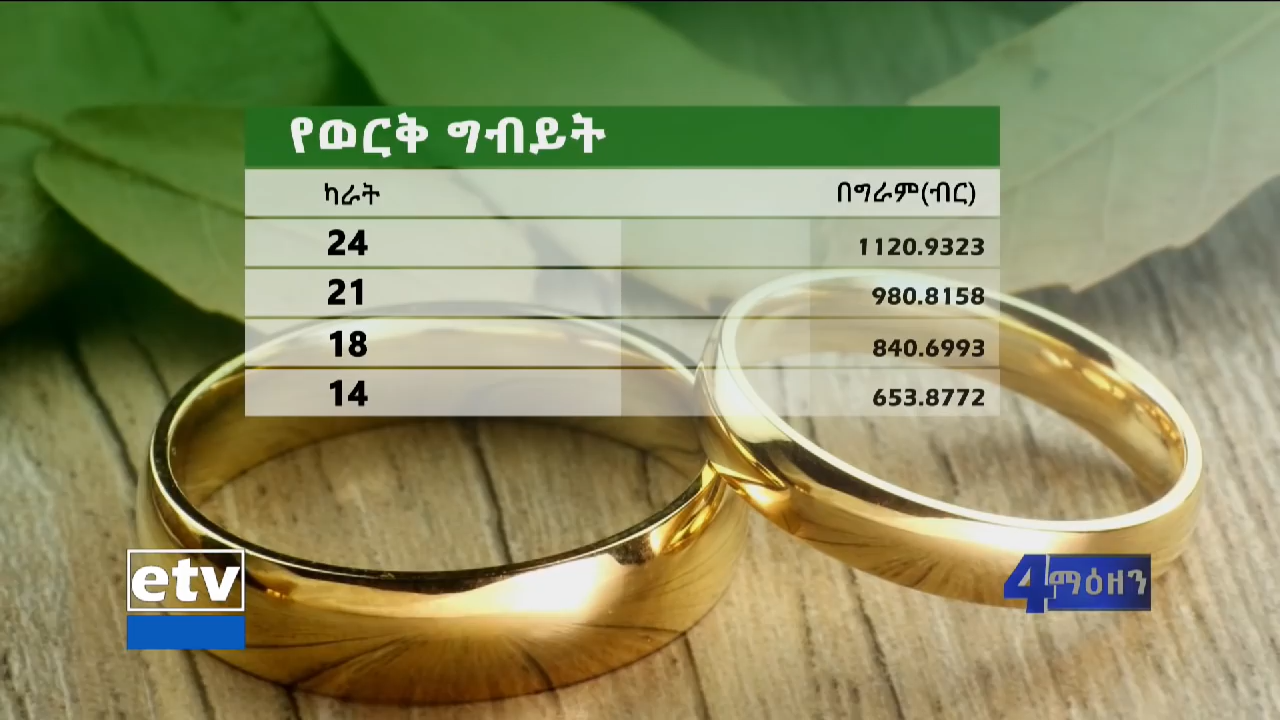 የወርቅ ግብይት
ካራት በግራም(ብር)
24 1120.9323
21 980.8158
18 840.6993
14 653.8772
etv
4ማዕዘን